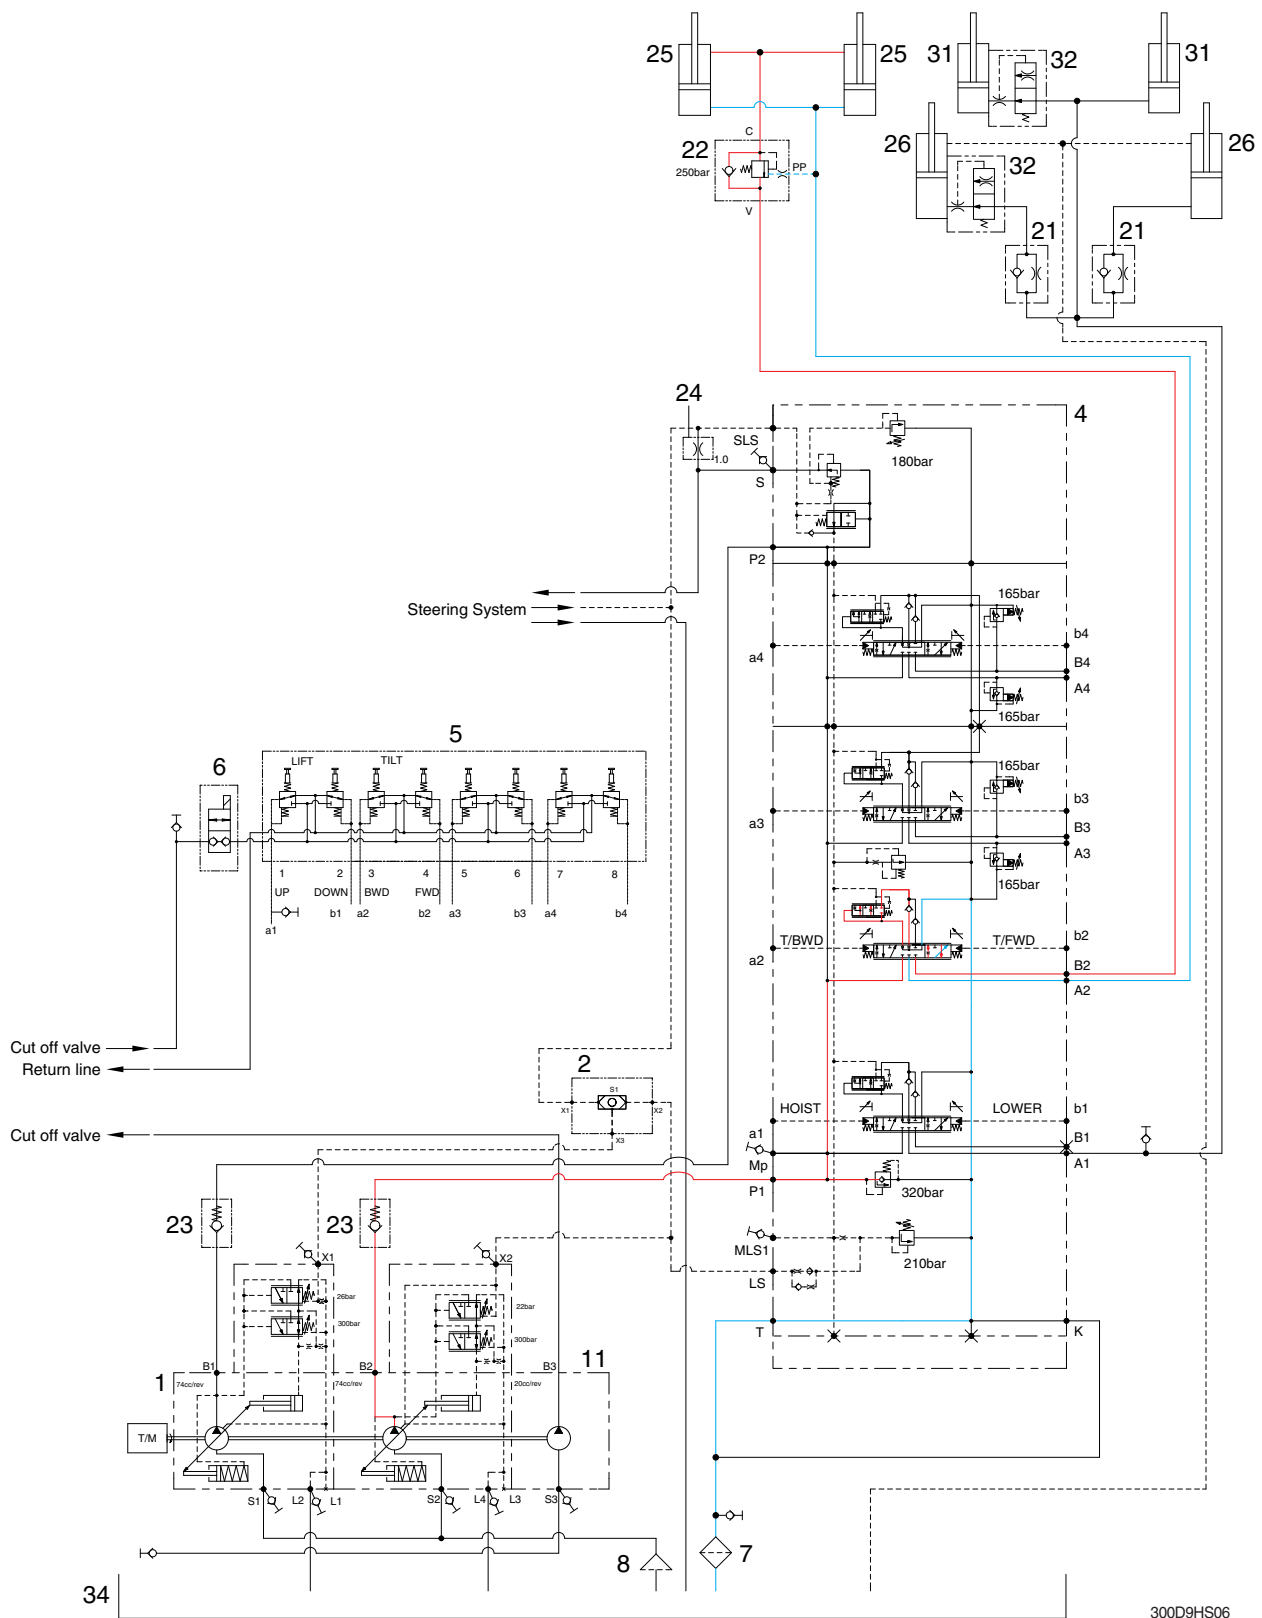 25
25
31
32
31
26
32
26
C
22
250bar
PP
V
21
21
24
4
SLS
1.0
180bar
S
P2
Steering System
165bar
b4
a4
B4
A4
165bar
165bar
b3
a3
B3
A3
165bar
5
6
LIFT
TILT
1
2
3
4
5
6
7
8
UP
DOWN
BWD
FWD
a1
b1
a2
b2
a3
b3
a4
b4
T/BWD
T/FWD
b2
a2
B2
A2
Cut off valve
Return line
2
S1
X1
X2
X3
Cut off valve
HOIST
LOWER
b1
a1
B1
Mp
A1
P1
320bar
23
23
X1
X2
MLS1
210bar
LS
26bar
300bar
22bar
300bar
T
K
B1
B2
B3
11
1
74cc/rev
74cc/rev
20cc/rev
T/M
S1
L2
L1
S2
L4
L3
S3
8
7
34
300D9HS06